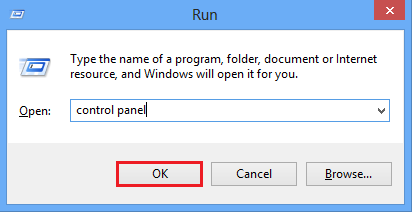 Run
Type the name of a program, folder, document or Internet
resource, and Windows will open it for you.
Open: control panel
OK Cancel Browse...